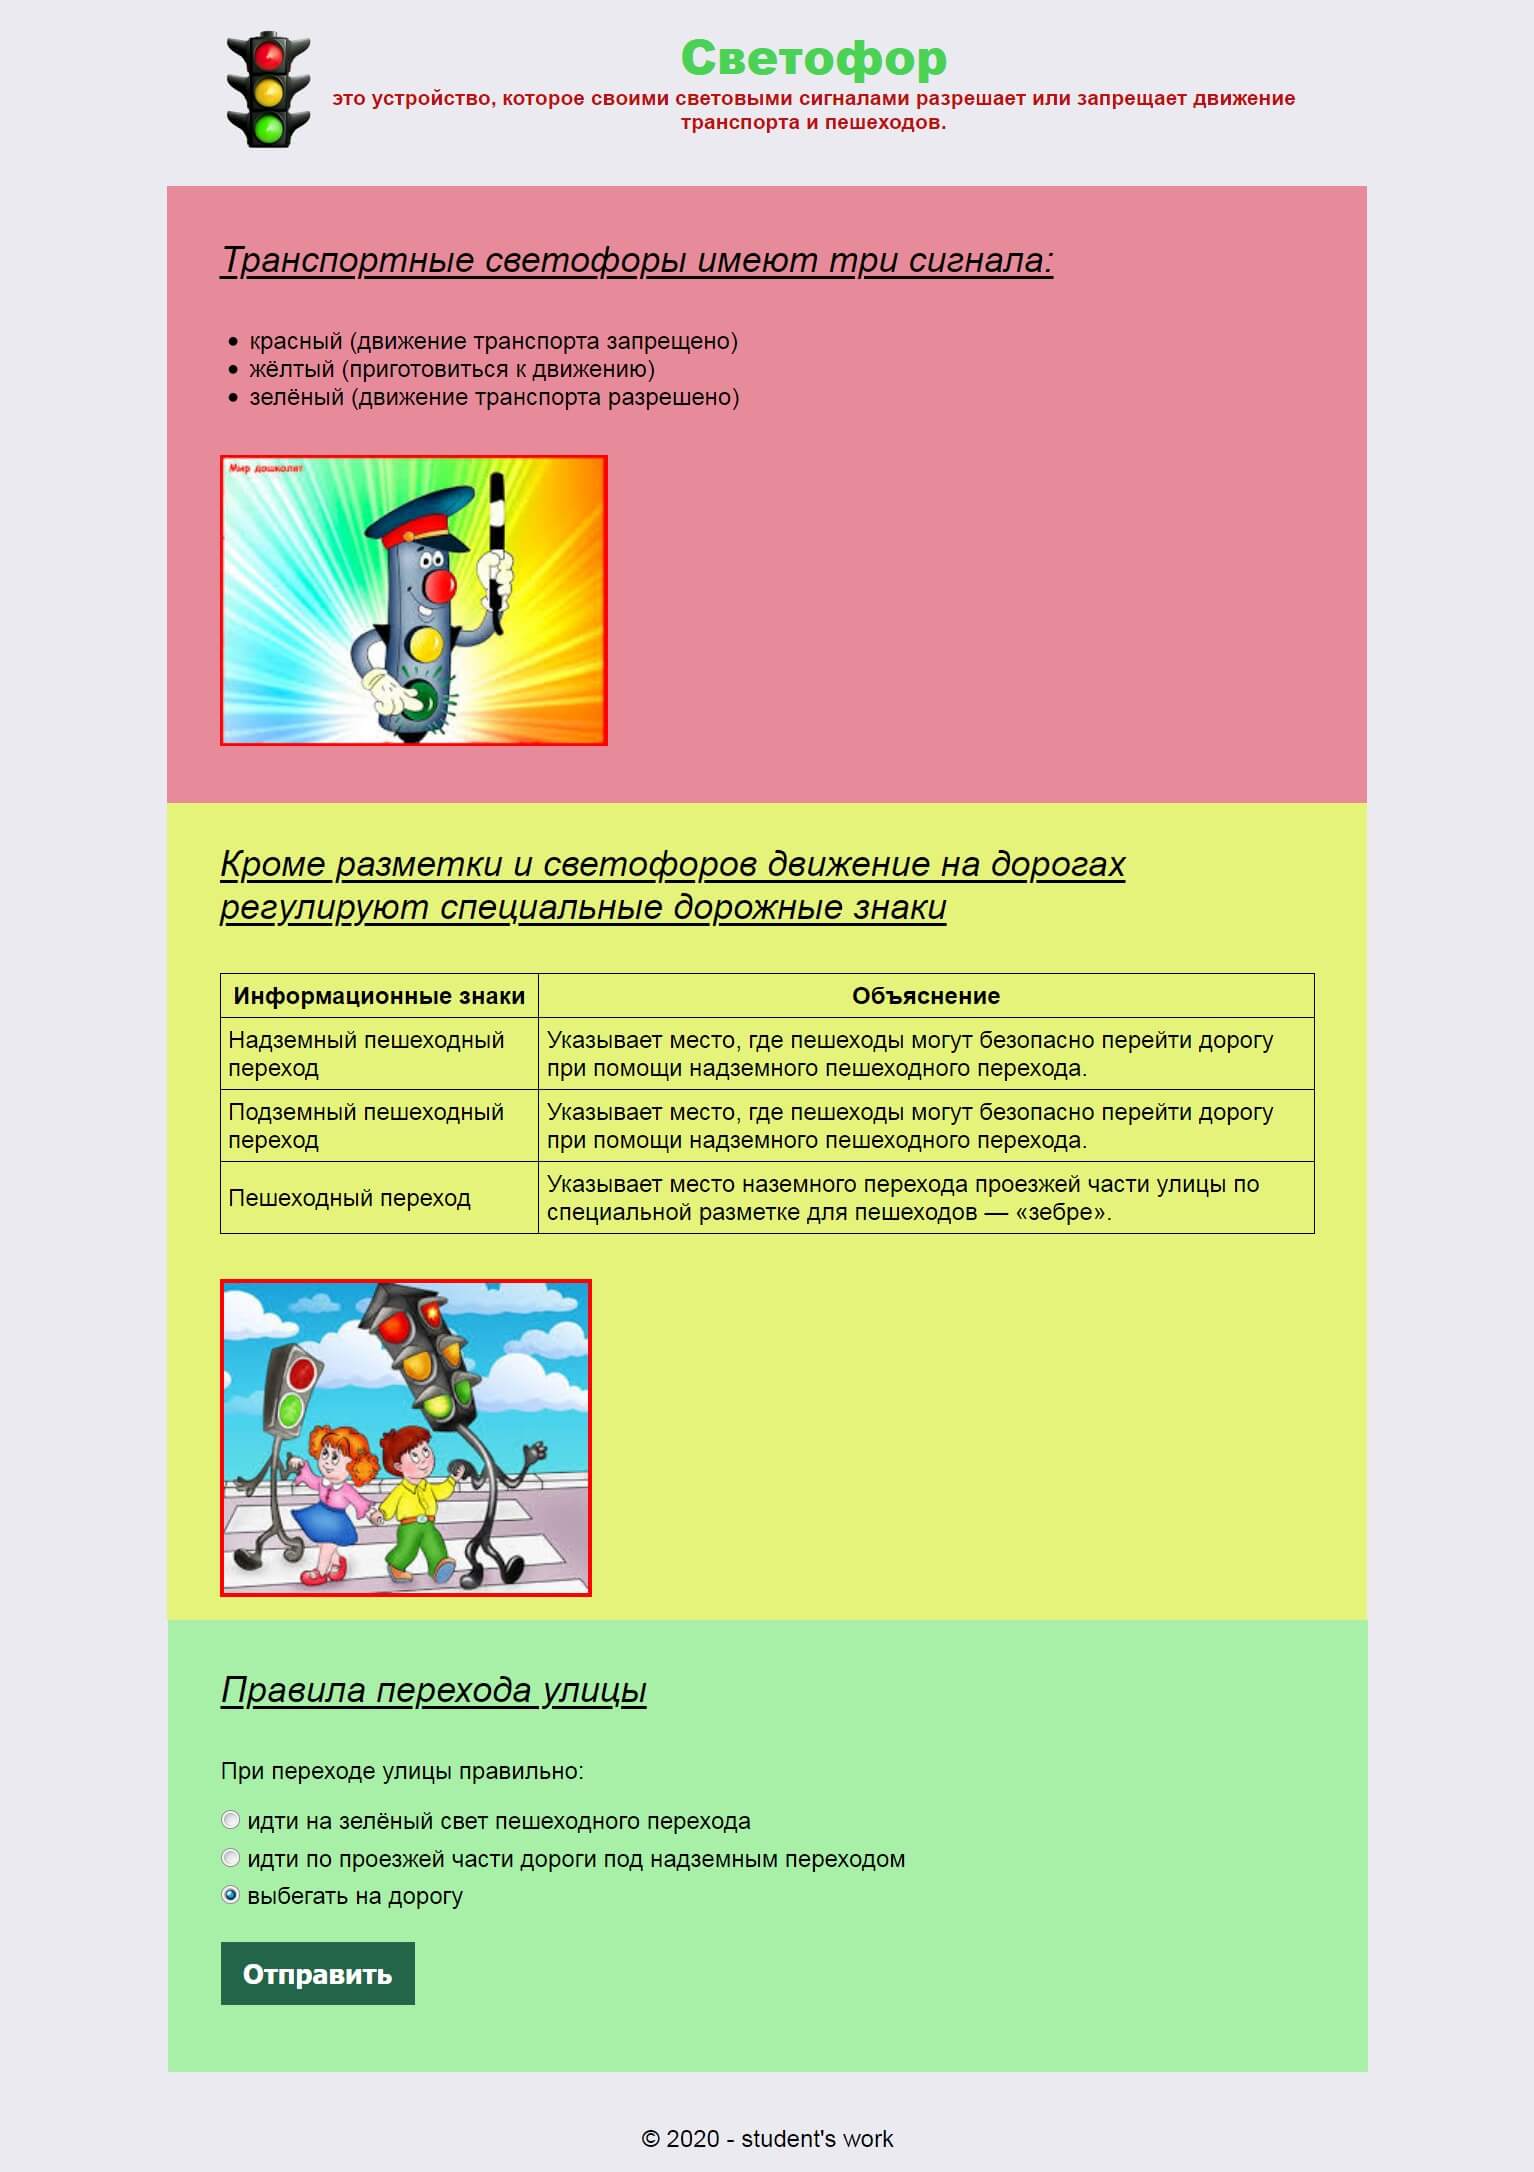 Светофор
это устройство, которое своими световыми сигналами разрешает или запрещает движение
транспорта и пешеходов.
Транспортные светофоры имеют три сигнала:
красный (движение транспорта запрещено)
жёлтый (приготовиться к движению)
зелёный (движение транспорта разрешено)
Мир дошколят
Кроме разметки и светофоров движение на дорогах
регулируют специальные дорожные знаки
Информационные знаки Объяснение
Надземный пешеходный
переход
Указывает место, где пешеходы могут безопасно перейти дорогу
при помощи надземного пешеходного перехода.
Подземный пешеходный
переход
Указывает место, где пешеходы могут безопасно перейти дорогу
при помощи надземного пешеходного перехода.
Пешеходный переход
Указывает место наземного перехода проезжей части улицы по
специальной разметке для пешеходов — «зебре».
Правила перехода улицы
При переходе улицы правильно:
идти на зелёный свет пешеходного перехода
идти по проезжей части дороги под надземным переходом
выбегать на дорогу
Отправить
© 2020 - student's work